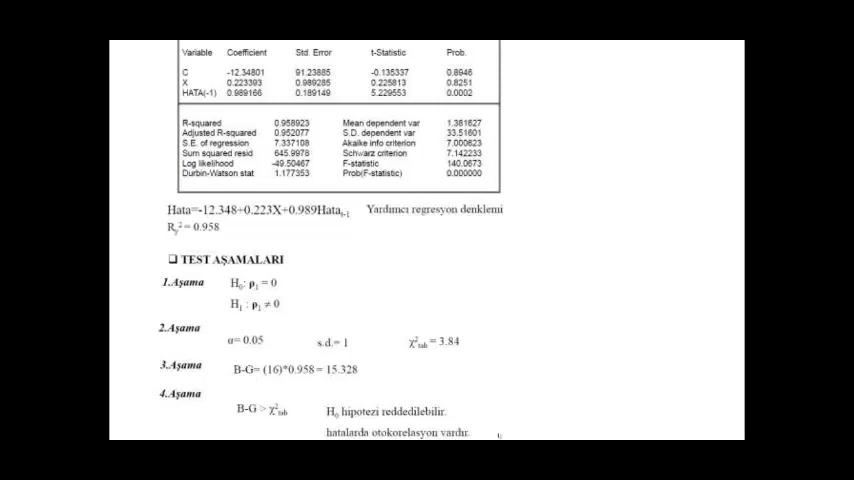 Variable Coefficient Std. Error t-Statistic Prob.
C -12.34801 91.23885 -0.135337 0.8946
X 0.223393 0.989285 0.225813 0.8251
HATA(-1) 0.989166 0.189149 5.229553 0.0002
R-squared 0.958923 Mean dependent var 1.381627
Adjusted R-squared 0.952077 S.D. dependent var 33.51601
S.E. of regression 7.337108 Akaike info criterion 7.000623
Sum squared resid 645.9978 Schwarz criterion 7.142233
Log likelihood -49.50467 F-statistic 140.0673
Durbin-Watson stat 1.177353 Prob(F-statistic) 0.000000
Hata=-12.348+0.223X+0.989Hata t-1 Yardımcı regresyon denklemi
Ry² = 0.958
❑ TEST AŞAMALARI
1.Aşama H0: ρ1 = 0
H1 : ρ1 ≠ 0
2.Aşama
α= 0.05 s.d.= 1 χ²tab = 3.84
3.Aşama B-G= (16)*0.958 = 15.328
4.Aşama
B-G > χ²tab H0 hipotezi reddedilebilir.
hatalarda otokorelasyon vardır.